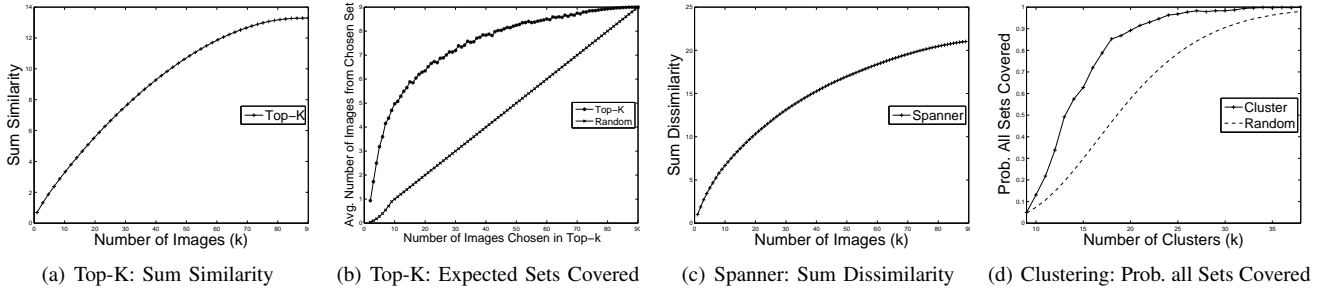 14
12
10
8
6
4
2
0
0 10 20 30 40 50 60 70 80 90
Sum Similarity
Number of Images (k)
Top−K
(a) Top-K: Sum Similarity
9
8
7
6
5
4
3
2
1
0
0 10 20 30 40 50 60 70 80 90
Avg. Number of Images from Chosen Set
Number of Images Chosen in Top−k
Top−K
Random
(b) Top-K: Expected Sets Covered
25
20
15
10
5
0
0 10 20 30 40 50 60 70 80 90
Sum Dissimilarity
Number of Images (k)
Spanner
(c) Spanner: Sum Dissimilarity
1
0.9
0.8
0.7
0.6
0.5
0.4
0.3
0.2
0.1
0
10 15 20 25 30 35
Prob. All Sets Covered
Number of Clusters (k)
Cluster
Random
(d) Clustering: Prob. all Sets Covered